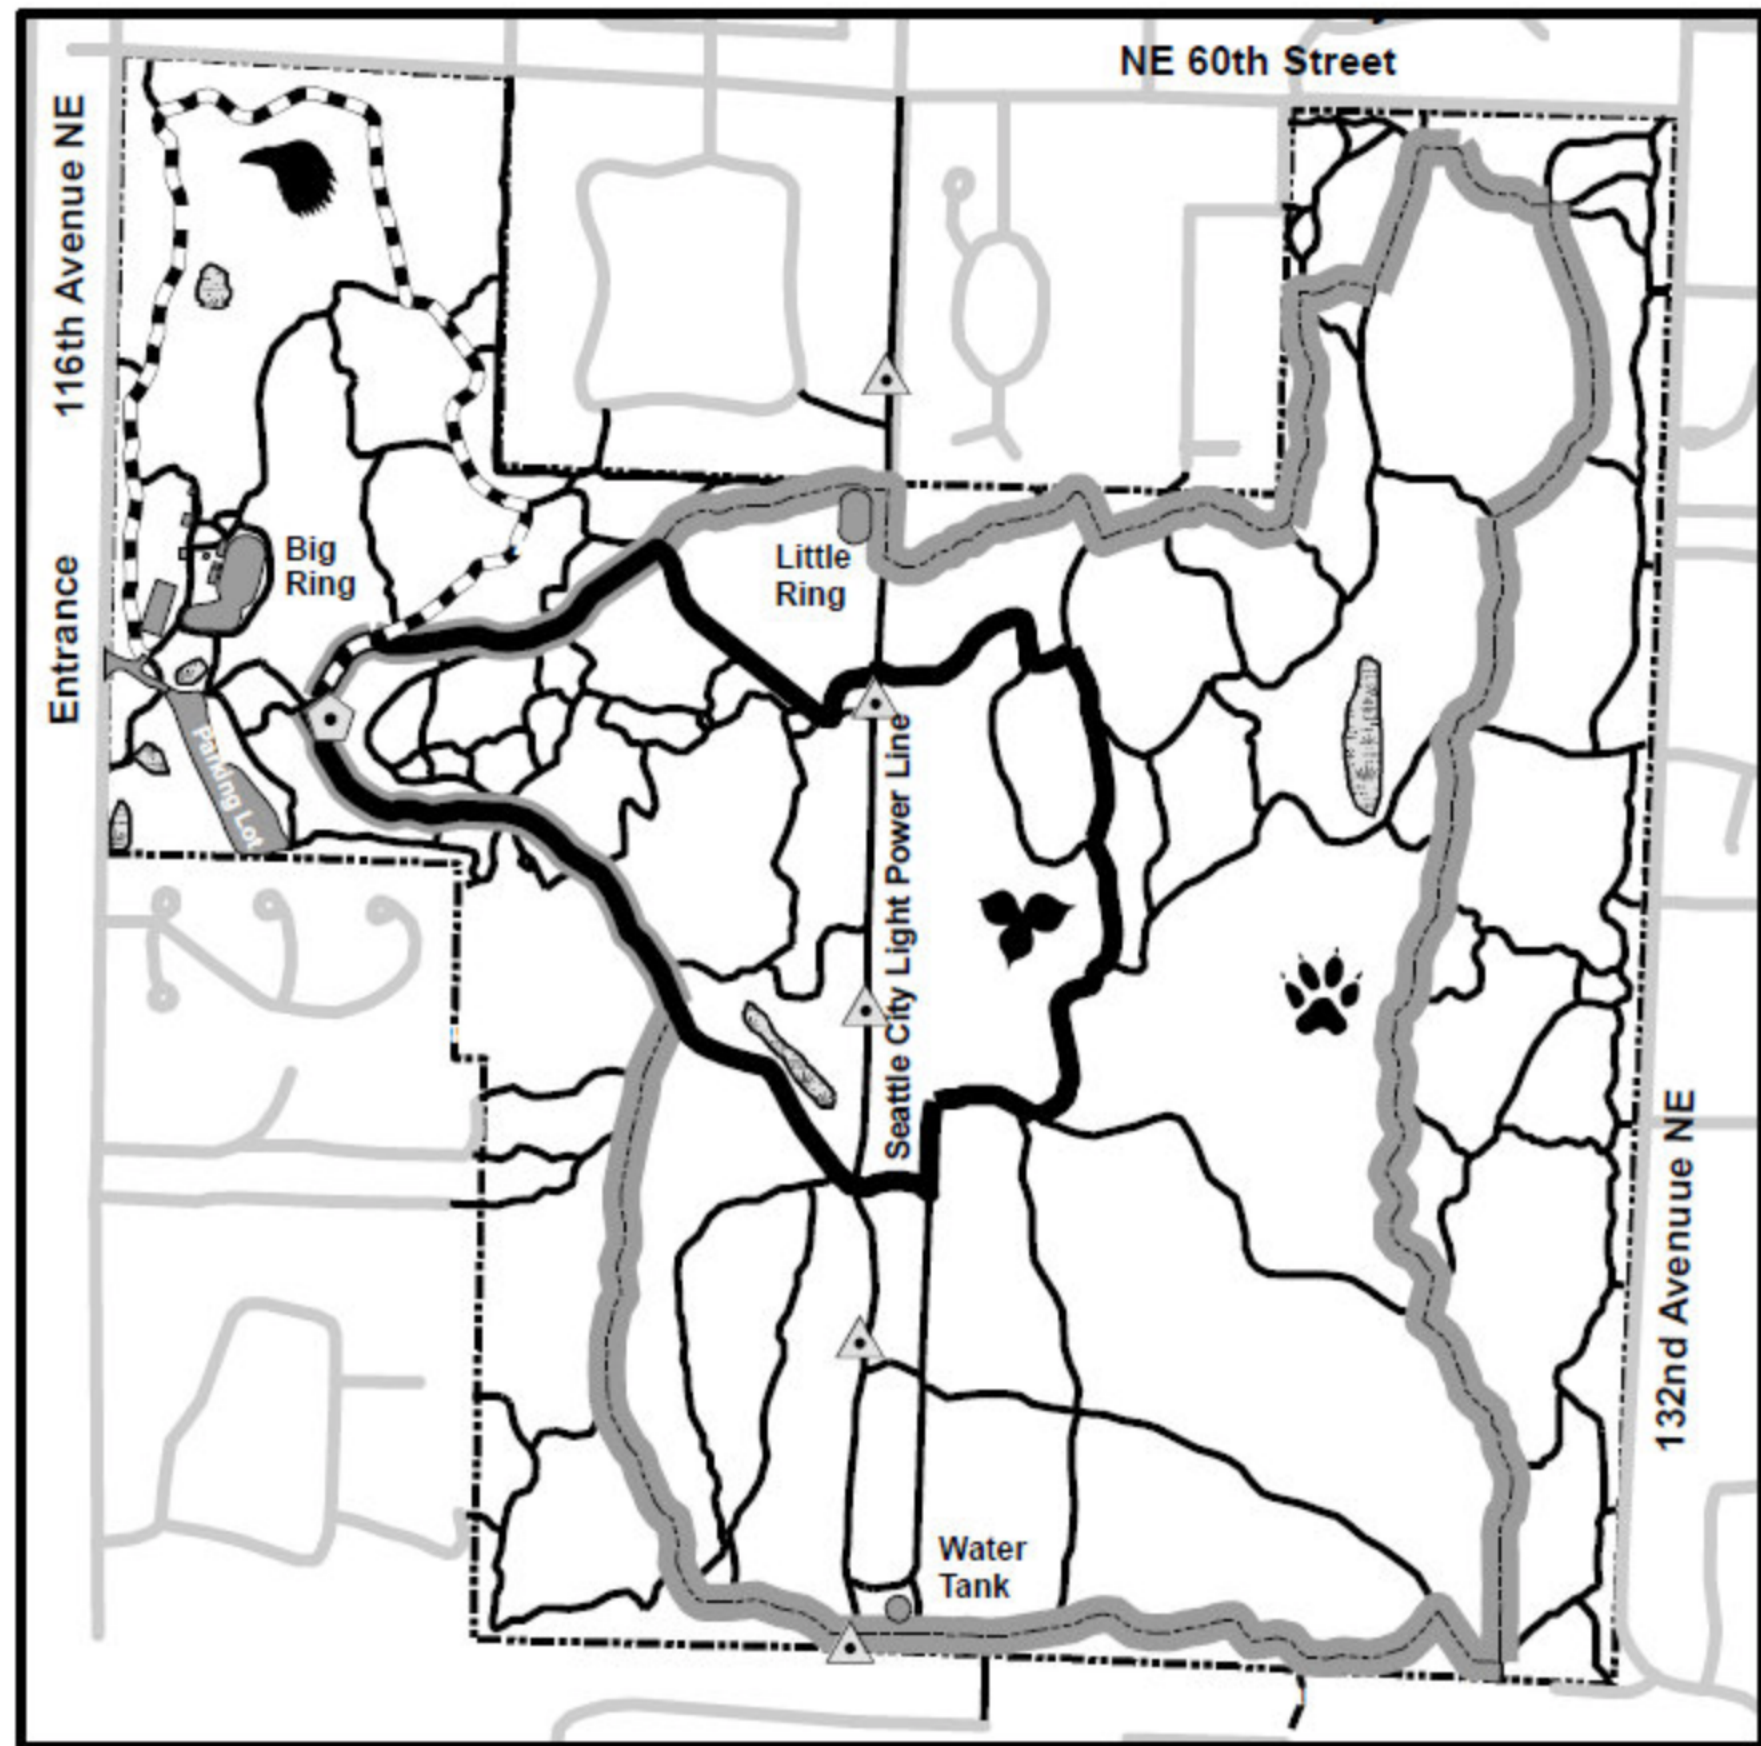 NE 60th Street
116th Avenue NE
Big
Ring
Little
Ring
Entrance
Parking Lot
Seattle City Light Power Line
132nd Avenuue NE
Water
Tank